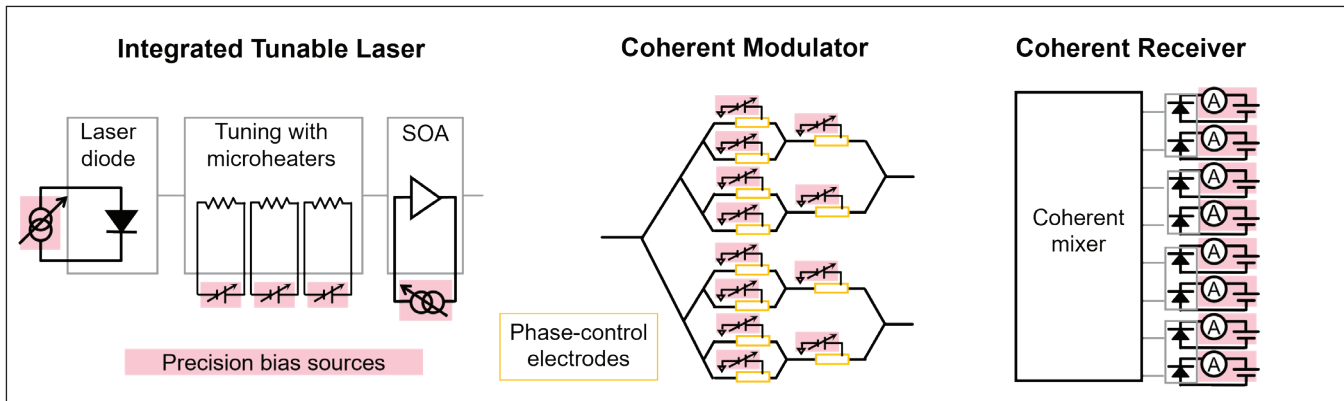 Integrated Tunable Laser
Coherent Modulator
Coherent Receiver
Laser
diode
Tuning with
microheaters
SOA
Precision bias sources
Phase-control
electrodes
Coherent
mixer
A
A
A
A
A
A
A
A